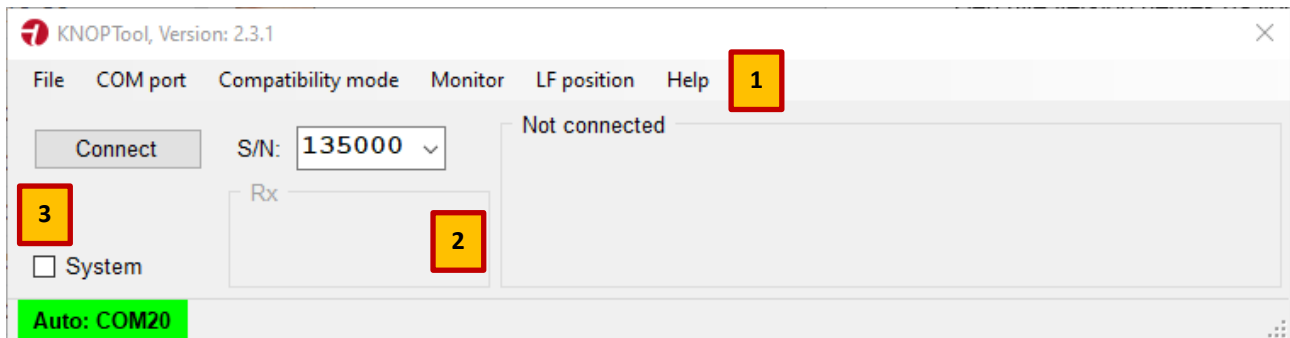 KNOPTool, Version: 2.3.1
File COM port Compatibility mode Monitor LF position Help 1
Connect S/N: 135000 Not connected
Rx
3
2
System
Auto: COM20